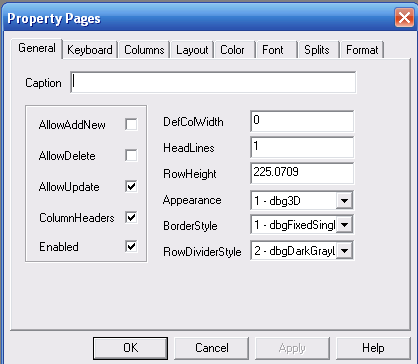 Property Pages
General Keyboard Columns Layout Color Font Splits Format
Caption
AllowAddNew
AllowDelete
AllowUpdate
ColumnHeaders
Enabled
DefColWidth 0
HeadLines 1
RowHeight 225.0709
Appearance 1 - dbg3D
BorderStyle 1 - dbgFixedSingl
RowDividerStyle 2 - dbgDarkGrayL
OK Cancel Apply Help